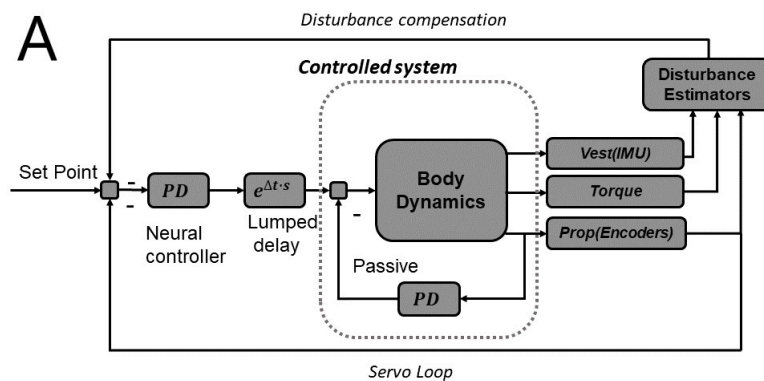 A
Disturbance compensation
Controlled system
Disturbance
Estimators
Set Point
-
-
PD
e^{Δt·s}
-
Body
Dynamics
Vest(IMU)
Torque
Prop(Encoders)
Neural
controller
Lumped
delay
Passive
PD
Servo Loop